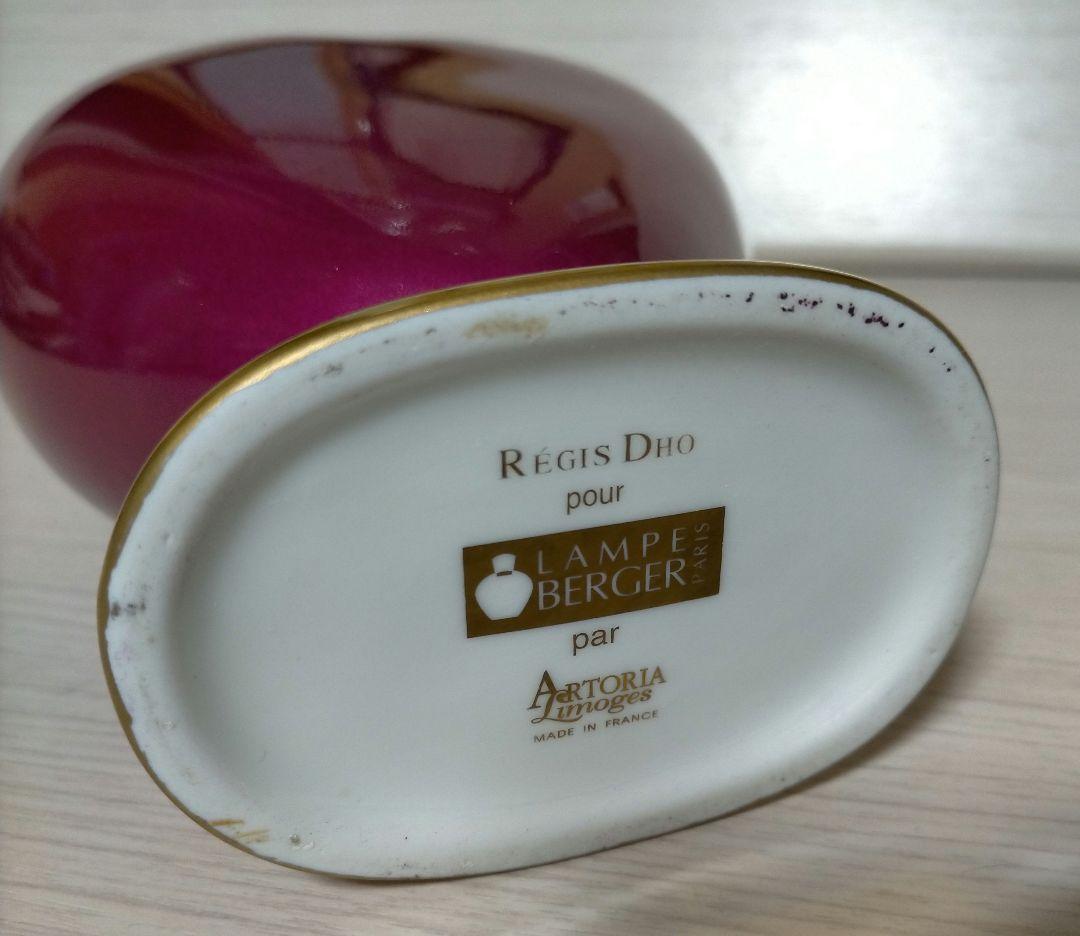 RÉGIS DHO
pour
LAMPE
BERGER
PARIS
par
ARTORIA
Limoges
MADE IN FRANCE